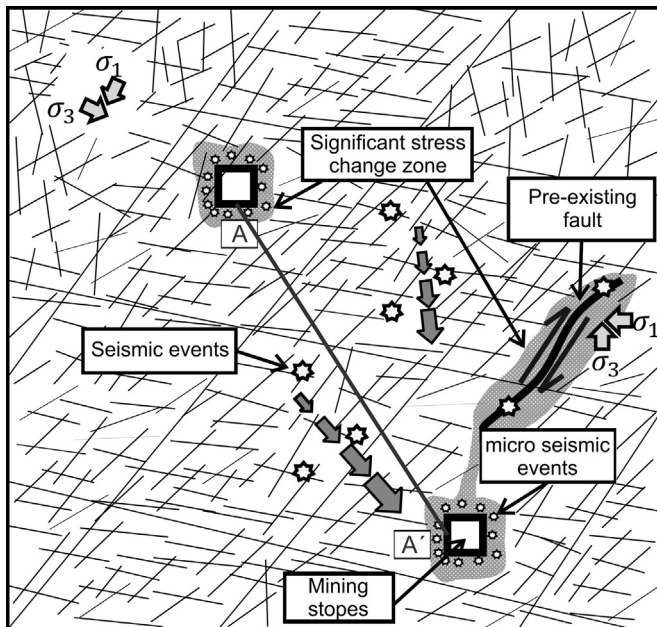 σ1
σ3
Significant stress
change zone
Pre-existing
fault
A
Seismic events
σ1
σ3
micro seismic
events
A´
Mining
stopes